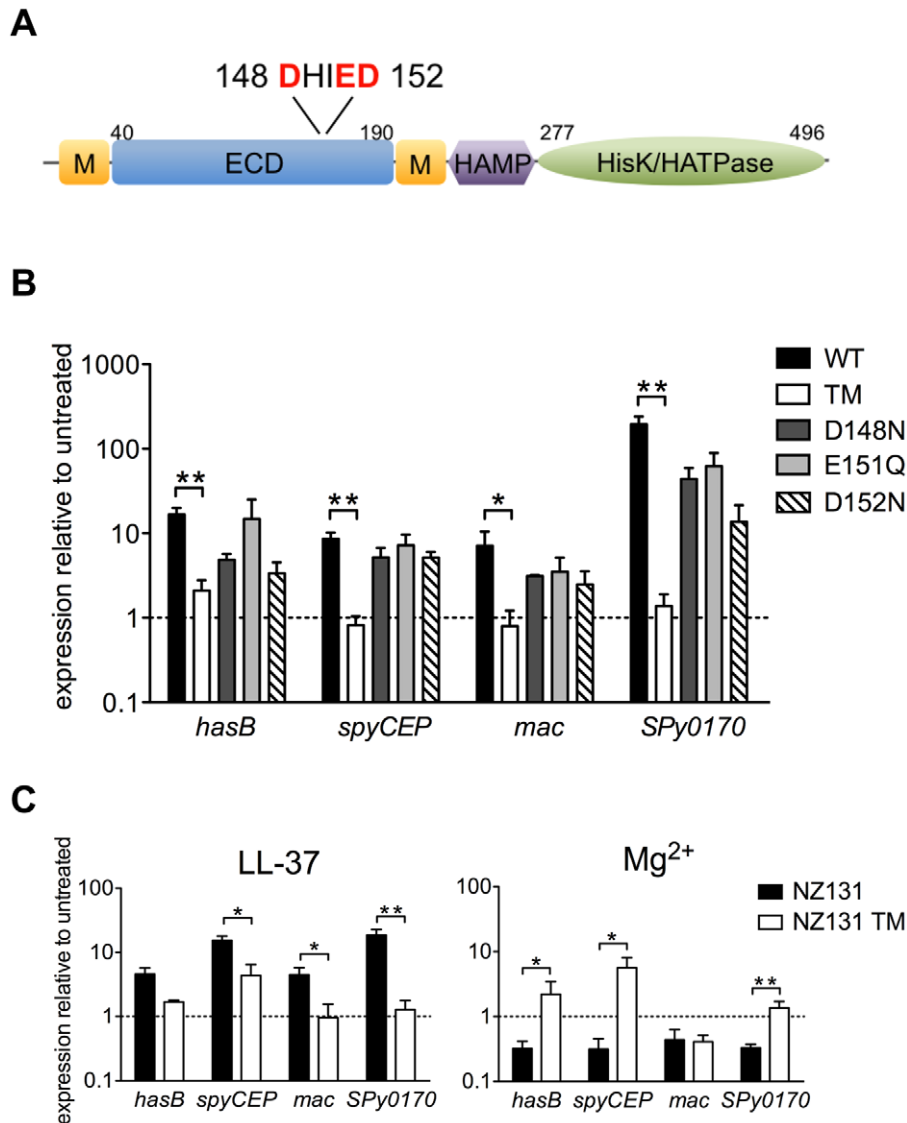 A
148 DHIED 152
40 190 277 496
M ECD M HAMP HisK/HATPase
B
expression relative to untreated
1000
100
10
1
0.1
** ** * **
hasB spyCEP mac SPy0170
WT
TM
D148N
E151Q
D152N
C
LL-37
expression relative to untreated
100
10
1
0.1
* * **
hasB spyCEP mac SPy0170
Mg²⁺
100
10
1
0.1
* * **
hasB spyCEP mac SPy0170
NZ131
NZ131 TM